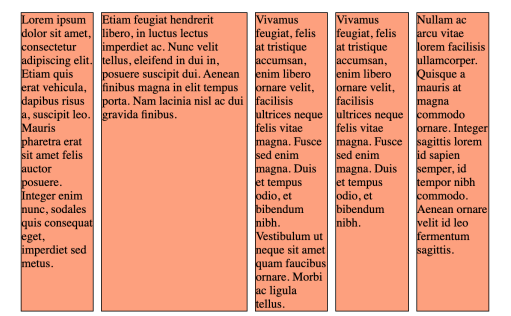 Lorem ipsum
dolor sit amet,
consectetur
adipiscing elit.
Etiam quis
erat vehicula,
dapibus risus
a, suscipit leo.
Mauris
pharetra erat
sit amet felis
auctor
posuere.
Integer enim
nunc, sodales
quis consequat
eget,
imperdiet sed
metus.
Etiam feugiat hendrerit
libero, in luctus lectus
imperdiet ac. Nunc velit
tellus, eleifend in dui in,
posuere suscipit dui. Aenean
finibus magna in elit tempus
porta. Nam lacinia nisl ac dui
gravida finibus.
Vivamus
feugiat, felis
at tristique
accumsan,
enim libero
ornare velit,
facilisis
ultrices neque
felis vitae
magna. Fusce
sed enim
magna. Duis
et tempus
odio, et
bibendum
nibh.
Vestibulum ut
neque sit amet
quam faucibus
ornare. Morbi
ac ligula
tellus.
Vivamus
feugiat, felis
at tristique
accumsan,
enim libero
ornare velit,
facilisis
ultrices neque
felis vitae
magna. Fusce
sed enim
magna. Duis
et tempus
odio, et
bibendum
nibh.
Nullam ac
arcu vitae
lorem facilisis
ullamcorper.
Quisque a
mauris at
magna
commodo
ornare. Integer
sagittis lorem
id sapien
semper, id
tempor nibh
commodo.
Aenean ornare
velit id leo
fermentum
sagittis.